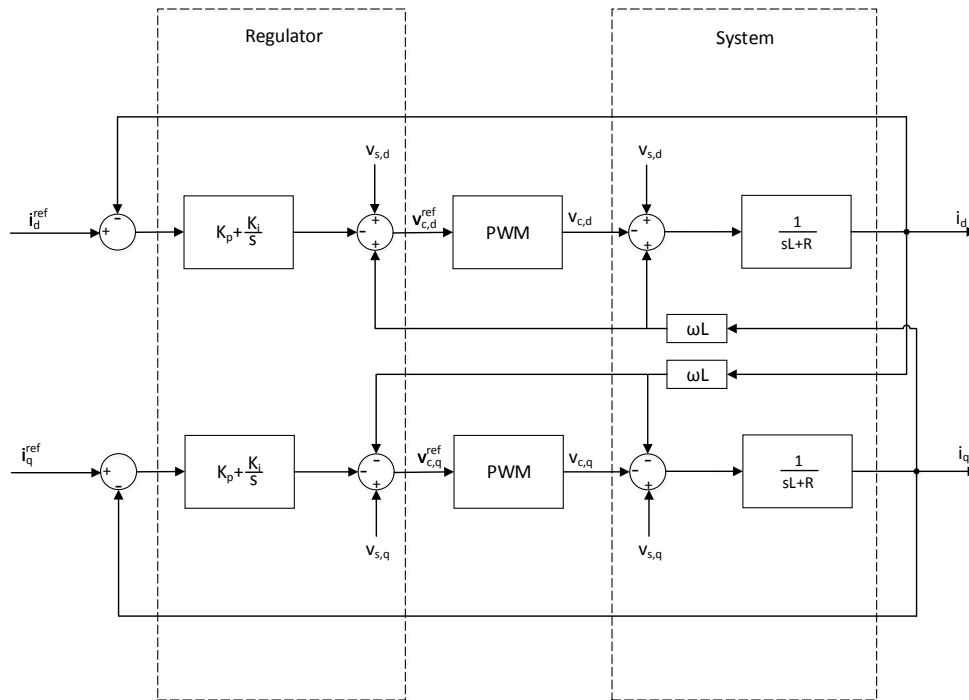 Regulator
System
v_s,d
v_s,d
i_d^ref
+
-
K_p+K_i/s
-
+
+
v_c,d^ref
PWM
v_c,d
-
+
+
1/sL+R
i_d
ωL
ωL
i_q^ref
+
-
K_p+K_i/s
-
-
+
v_c,q^ref
PWM
v_c,q
-
-
+
1/sL+R
i_q
v_s,q
v_s,q